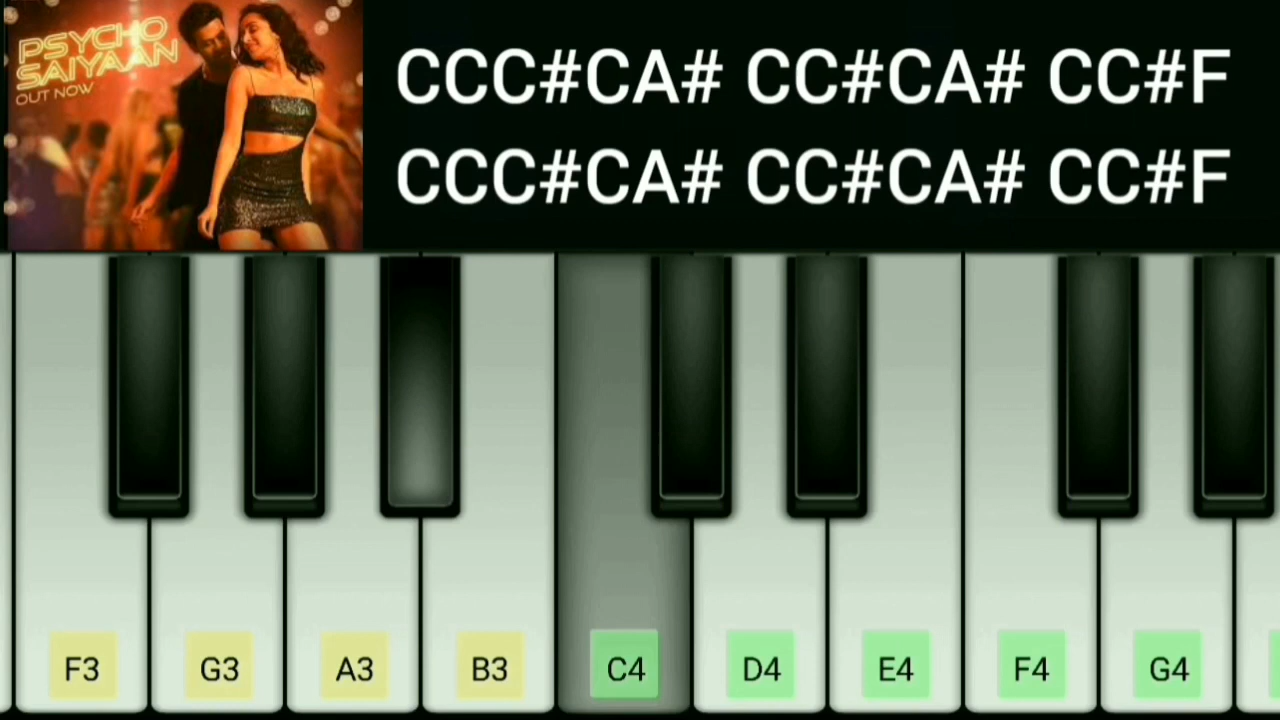 PSYCHO
SAIYAAN
OUT NOW
CCC#CA# CC#CA# CC#F
CCC#CA# CC#CA# CC#F
F3 G3 A3 B3 C4 D4 E4 F4 G4